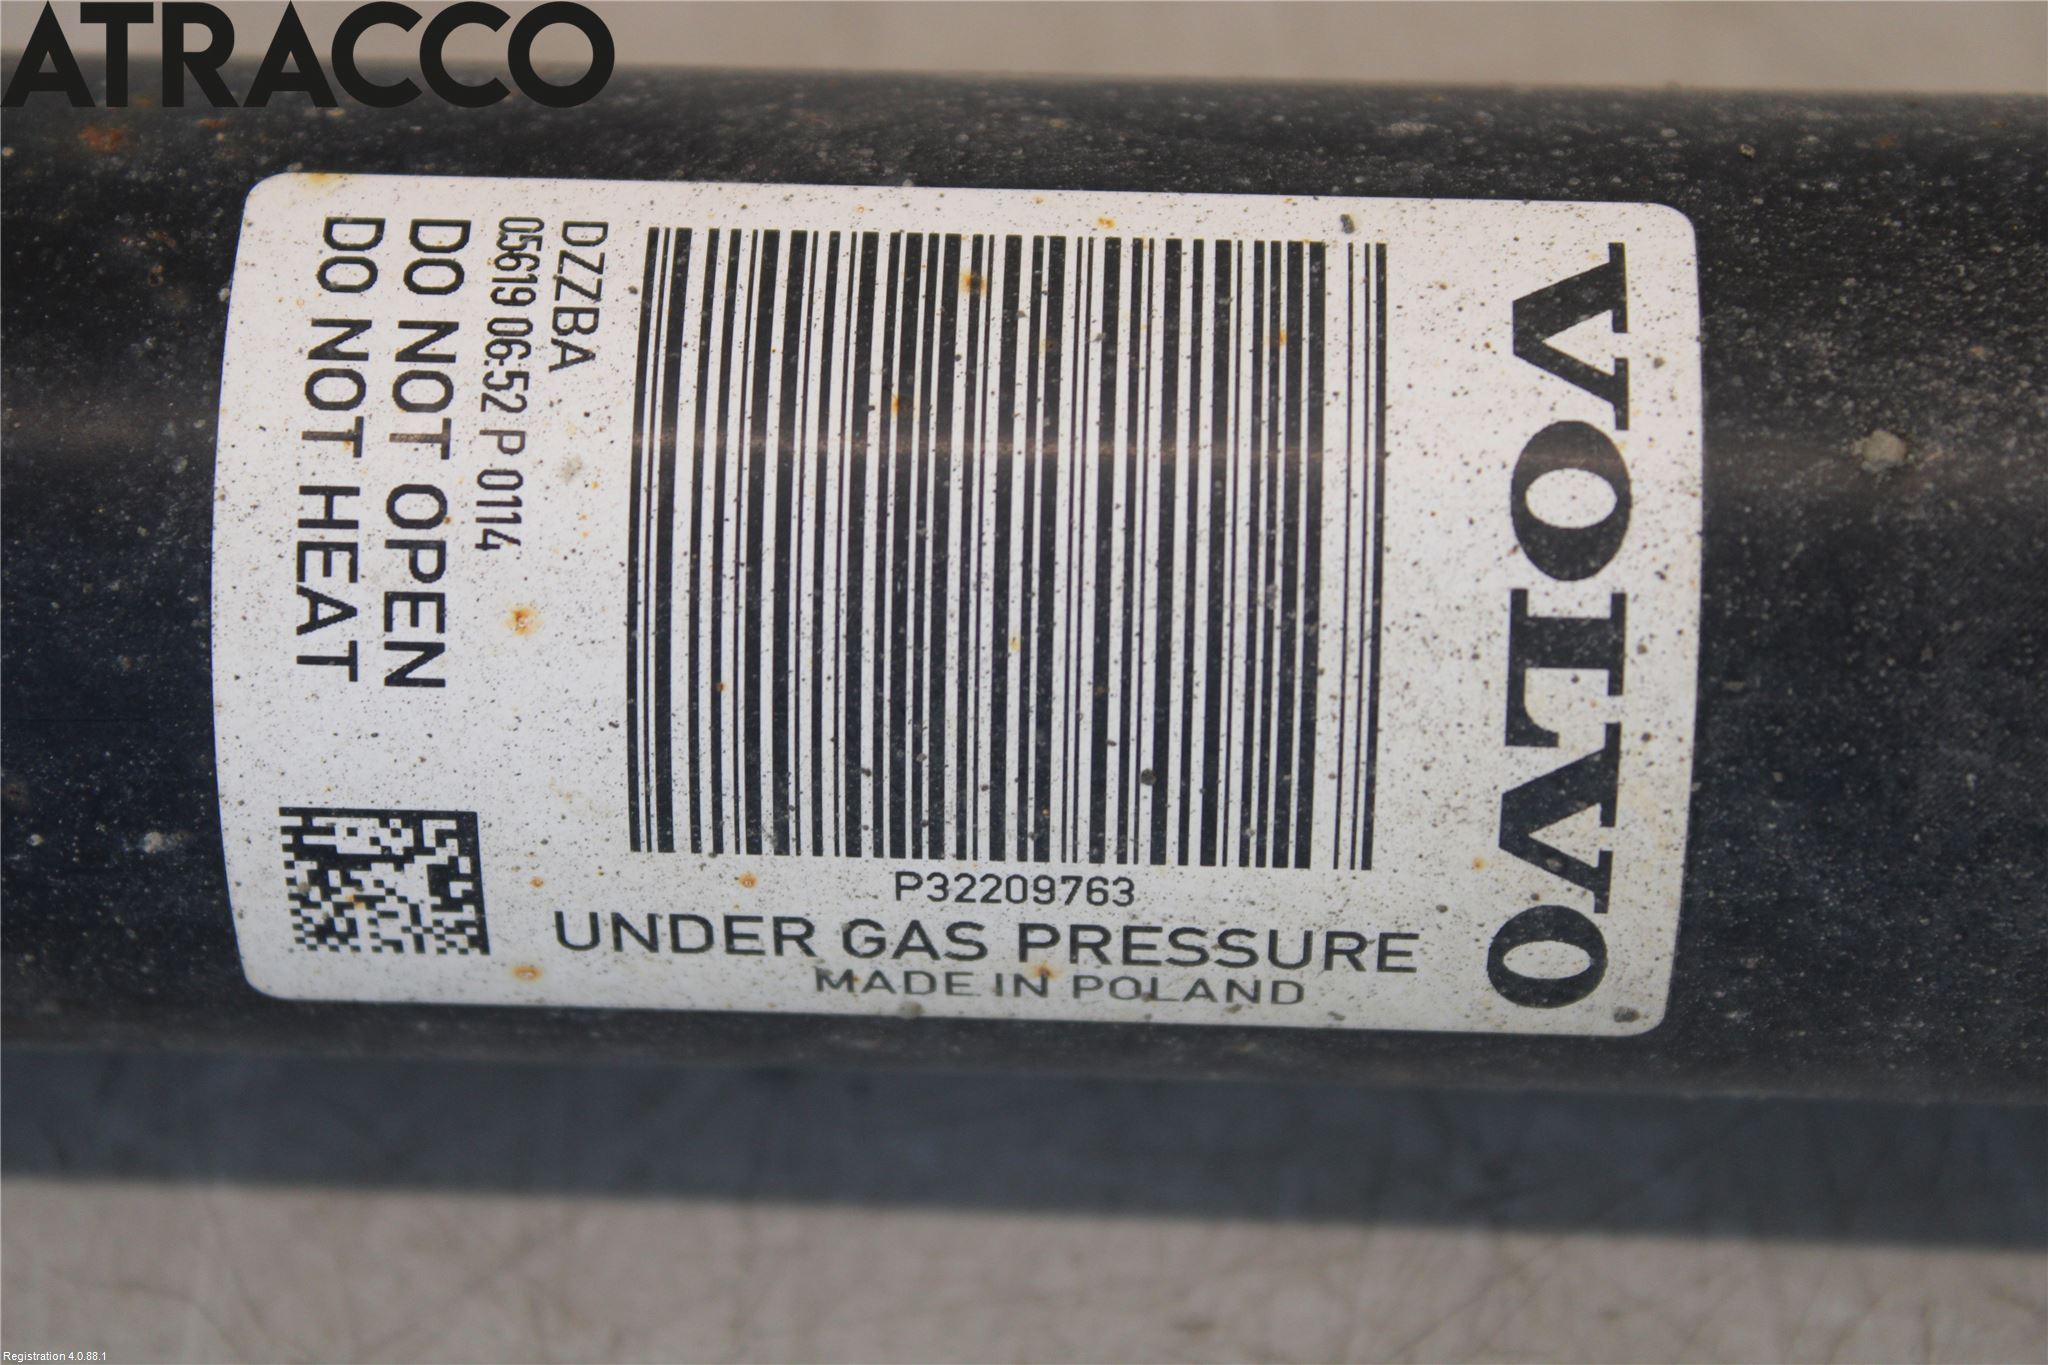 ATRACCO
VOLVO
P32209763
UNDER GAS PRESSURE
MADE IN POLAND
DZZBA
05619 06:52 P 0114
DO NOT OPEN
DO NOT HEAT
Registration 4.0.88.1